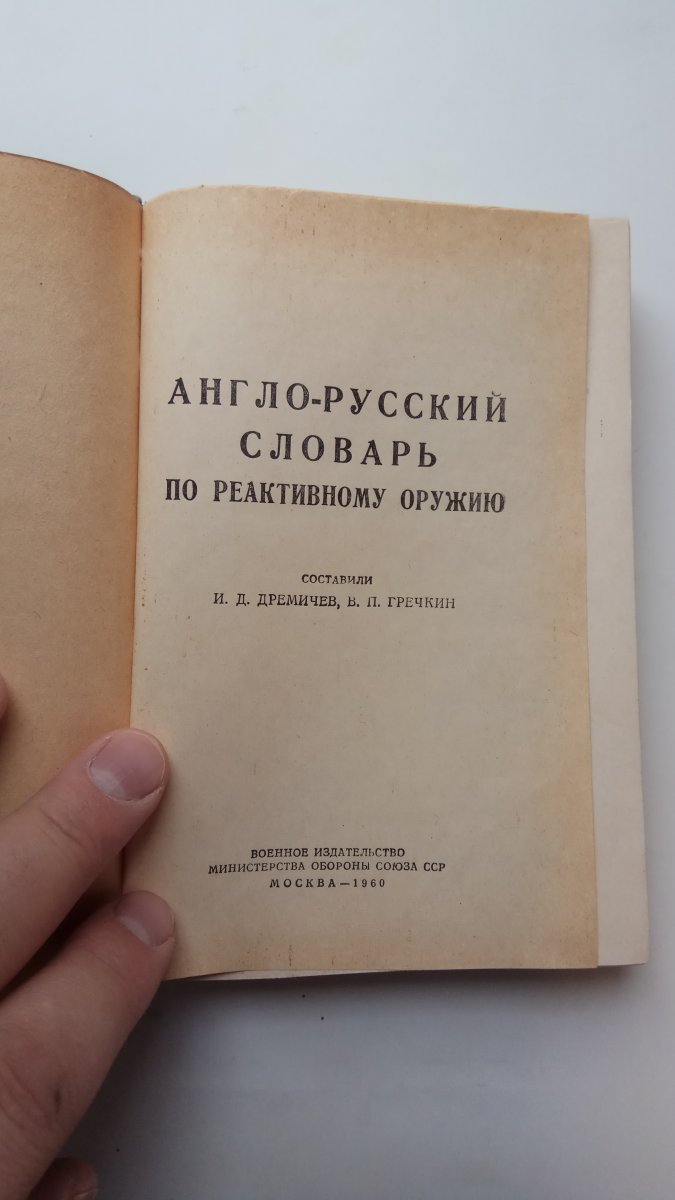 АНГЛО-РУССКИЙ
СЛОВАРЬ
ПО РЕАКТИВНОМУ ОРУЖИЮ
СОСТАВИЛИ
И. Д. ДРЕМИЧЕВ, В. П. ГРЕЧКИН
ВОЕННОЕ ИЗДАТЕЛЬСТВО
МИНИСТЕРСТВА ОБОРОНЫ СОЮЗА ССР
МОСКВА—1960